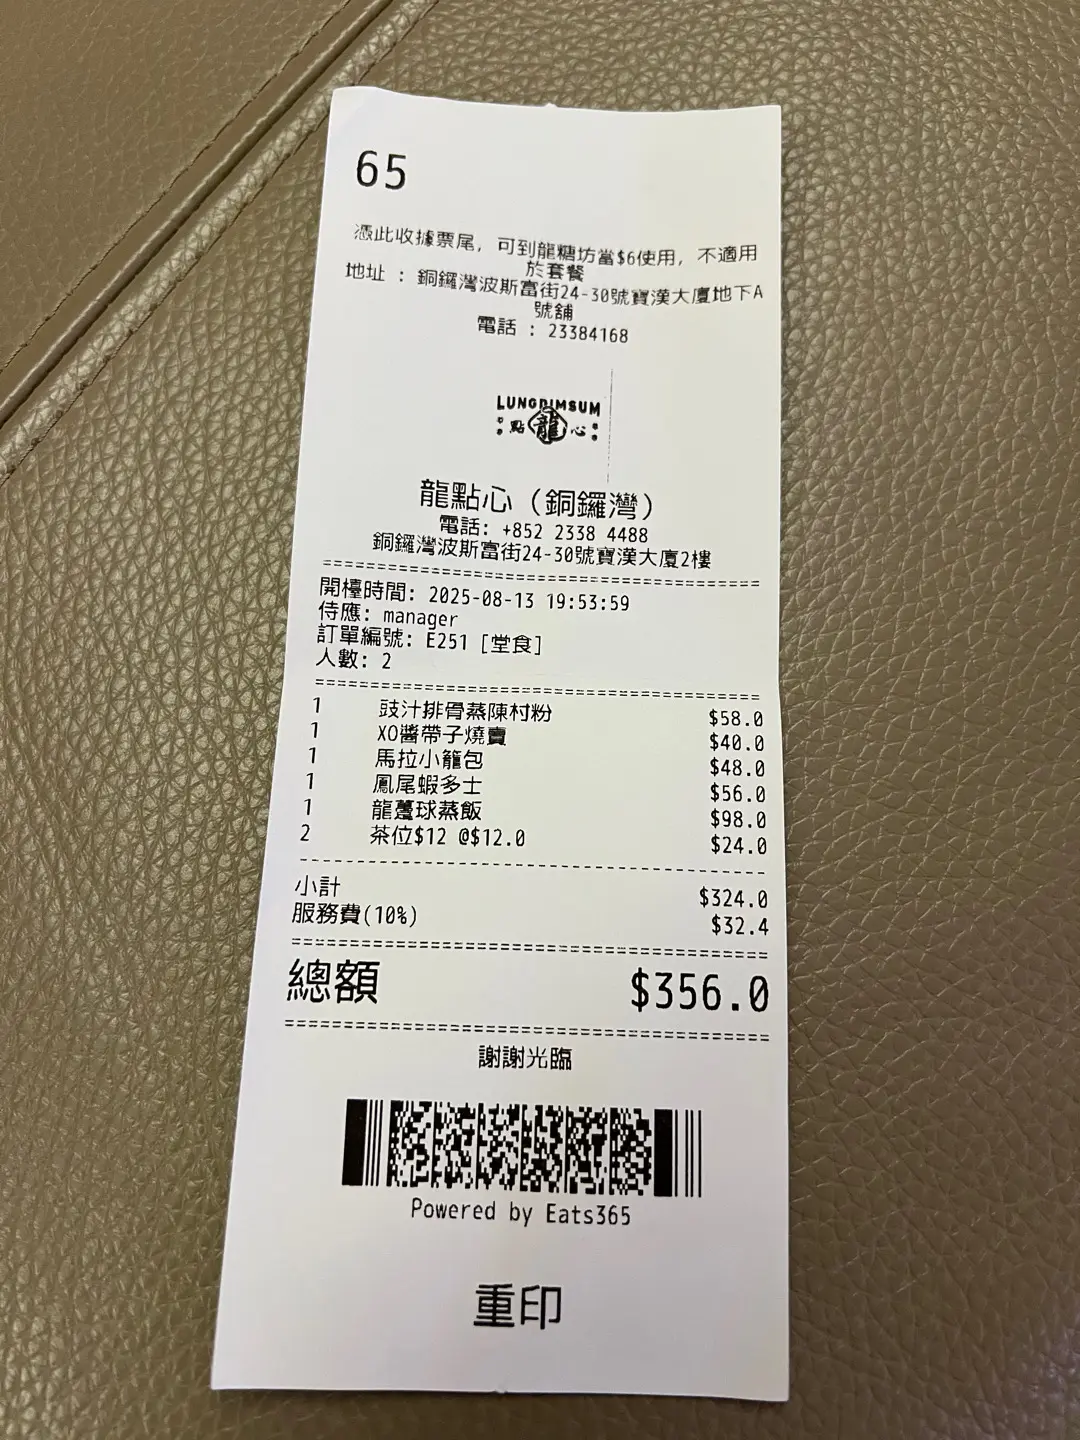 65
憑此收據票尾，可到龍糖坊當$6使用，不適用
於套餐
地址 : 銅鑼灣波斯富街24-30號寶漢大廈地下A
號舖
電話 : 23384168
LUNGDIMSUM
點龍心
龍點心 (銅鑼灣)
電話: +852 2338 4488
銅鑼灣波斯富街24-30號寶漢大廈2樓
開檯時間: 2025-08-13 19:53:59
侍應: manager
訂單編號: E251 [堂食]
人數: 2
1 豉汁排骨蒸陳村粉 $58.0
1 XO醬帶子燒賣 $40.0
1 馬拉小籠包 $48.0
1 鳳尾蝦多士 $56.0
1 龍躉球蒸飯 $98.0
2 茶位$12 @$12.0 $24.0
小計 $324.0
服務費(10%) $32.4
總額 $356.0
謝謝光臨
Powered by Eats365
重印